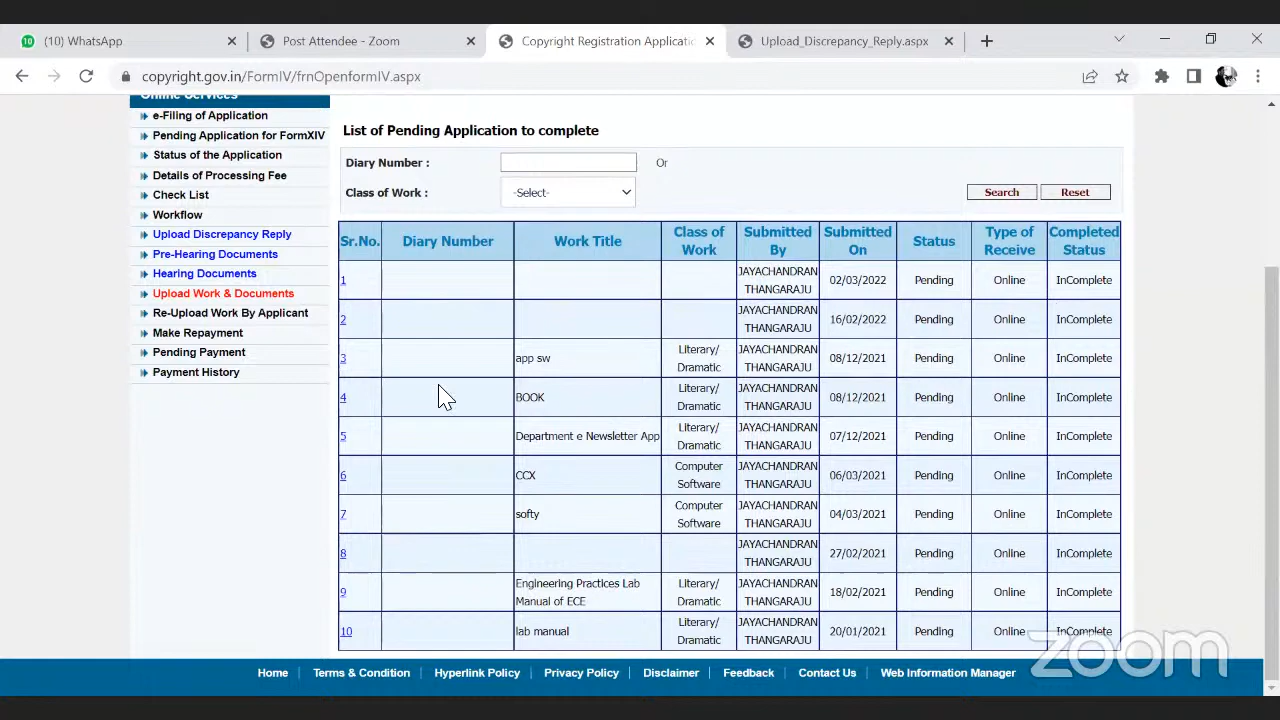 10 (10) WhatsApp
Post Attendee - Zoom
Copyright Registration Applicatio
Upload_Discrepancy_Reply.aspx
copyright.gov.in/FormIV/frnOpenformIV.aspx
Online Services
e-Filing of Application
Pending Application for FormXIV
Status of the Application
Details of Processing Fee
Check List
Workflow
Upload Discrepancy Reply
Pre-Hearing Documents
Hearing Documents
Upload Work & Documents
Re-Upload Work By Applicant
Make Repayment
Pending Payment
Payment History
List of Pending Application to complete
Diary Number :
Or
Class of Work :
-Select-
Search
Reset
Sr.No. Diary Number Work Title Class of Work Submitted By Submitted On Status Type of Receive Completed Status
1 JAYACHANDRAN THANGARAJU 02/03/2022 Pending Online InComplete
2 JAYACHANDRAN THANGARAJU 16/02/2022 Pending Online InComplete
3 app sw Literary/ Dramatic JAYACHANDRAN THANGARAJU 08/12/2021 Pending Online InComplete
4 BOOK Literary/ Dramatic JAYACHANDRAN THANGARAJU 08/12/2021 Pending Online InComplete
5 Department e Newsletter App Literary/ Dramatic JAYACHANDRAN THANGARAJU 07/12/2021 Pending Online InComplete
6 CCX Computer Software JAYACHANDRAN THANGARAJU 06/03/2021 Pending Online InComplete
7 softy Computer Software JAYACHANDRAN THANGARAJU 04/03/2021 Pending Online InComplete
8 JAYACHANDRAN THANGARAJU 27/02/2021 Pending Online InComplete
9 Engineering Practices Lab Manual of ECE Literary/ Dramatic JAYACHANDRAN THANGARAJU 18/02/2021 Pending Online InComplete
10 lab manual Literary/ Dramatic JAYACHANDRAN THANGARAJU 20/01/2021 Pending Online InComplete
zoom
Home | Terms & Condition | Hyperlink Policy | Privacy Policy | Disclaimer | Feedback | Contact Us | Web Information Manager